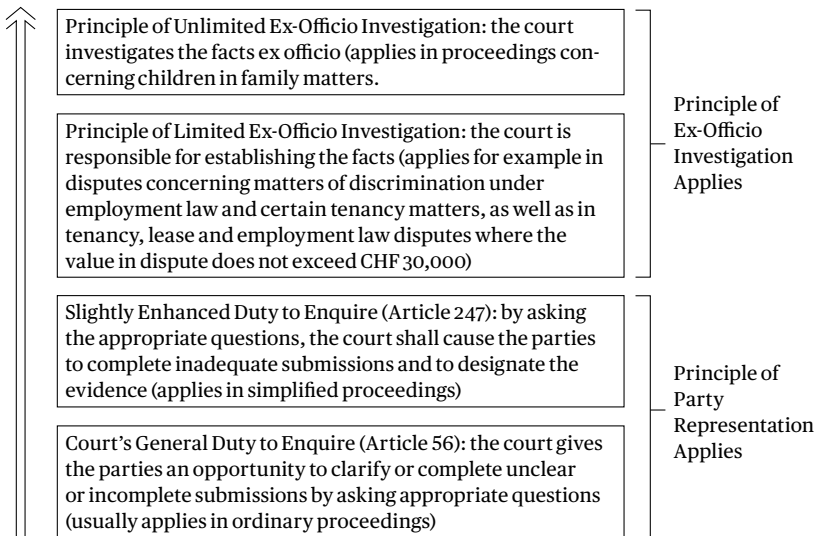 Principle of Unlimited Ex-Officio Investigation: the court
investigates the facts ex officio (applies in proceedings con-
cerning children in family matters.
Principle of Limited Ex-Officio Investigation: the court is
responsible for establishing the facts (applies for example in
disputes concerning matters of discrimination under
employment law and certain tenancy matters, as well as in
tenancy, lease and employment law disputes where the
value in dispute does not exceed CHF 30,000)
Principle of
Ex-Officio
Investigation
Applies
Slightly Enhanced Duty to Enquire (Article 247): by asking
the appropriate questions, the court shall cause the parties
to complete inadequate submissions and to designate the
evidence (applies in simplified proceedings)
Court's General Duty to Enquire (Article 56): the court gives
the parties an opportunity to clarify or complete unclear
or incomplete submissions by asking appropriate questions
(usually applies in ordinary proceedings)
Principle of
Party
Representation
Applies